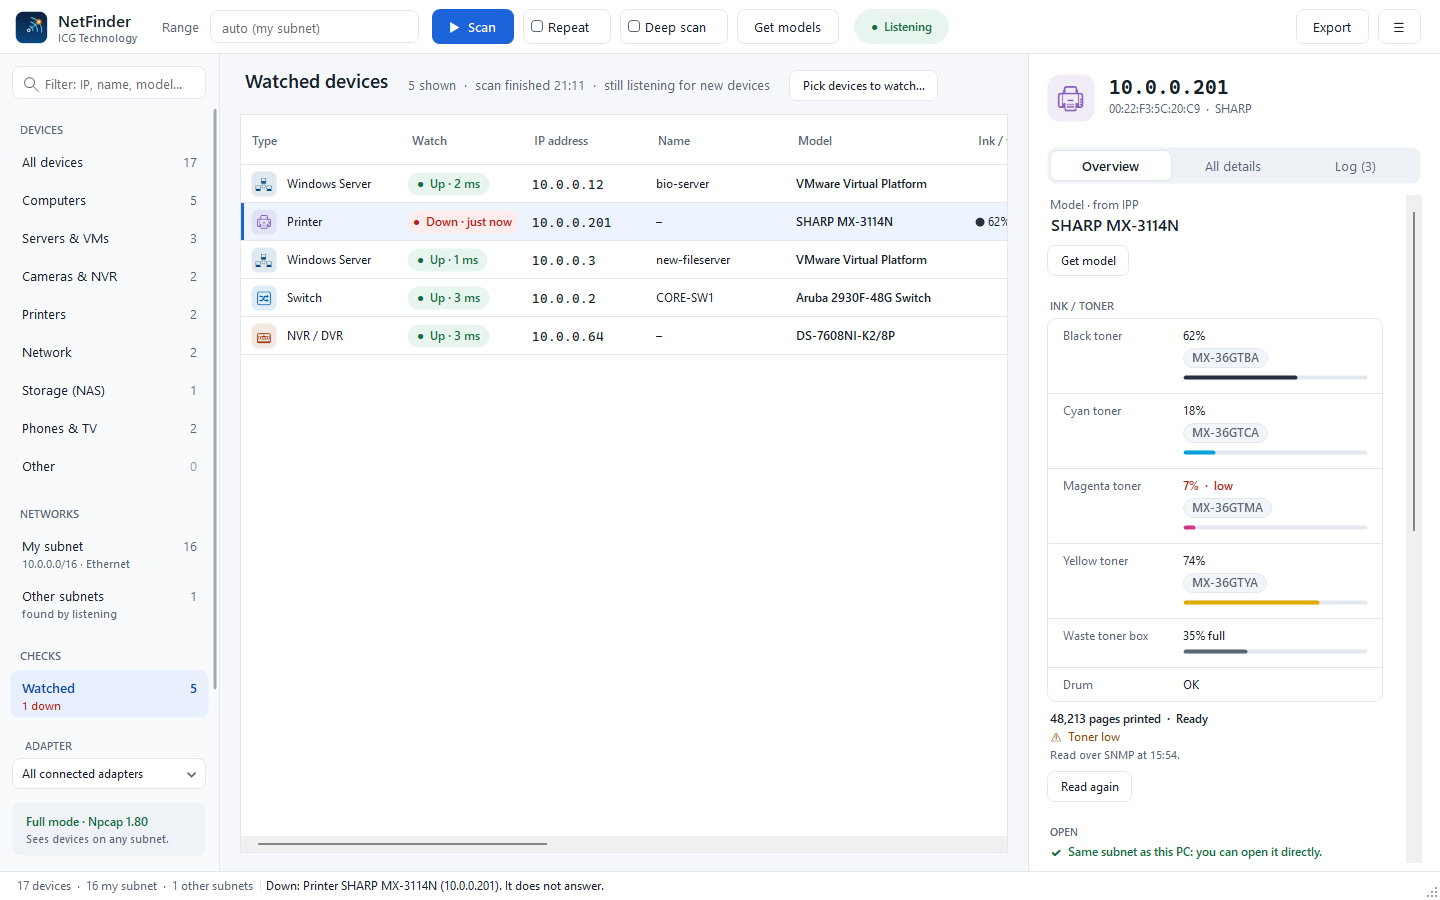 NetFinder
ICG Technology
Range
auto (my subnet)
Scan
Repeat
Deep scan
Get models
Listening
Export
Filter: IP, name, model...
DEVICES
All devices 17
Computers 5
Servers & VMs 3
Cameras & NVR 2
Printers 2
Network 2
Storage (NAS) 1
Phones & TV 2
Other 0
NETWORKS
My subnet 16
10.0.0.0/16 · Ethernet
Other subnets 1
found by listening
CHECKS
Watched 5
1 down
ADAPTER
All connected adapters
Full mode · Npcap 1.80
Sees devices on any subnet.
Watched devices
5 shown · scan finished 21:11 · still listening for new devices
Pick devices to watch...
Type Watch IP address Name Model Ink /
Windows Server Up · 2 ms 10.0.0.12 bio-server VMware Virtual Platform
Printer Down · just now 10.0.0.201 – SHARP MX-3114N 62%
Windows Server Up · 1 ms 10.0.0.3 new-fileserver VMware Virtual Platform
Switch Up · 3 ms 10.0.0.2 CORE-SW1 Aruba 2930F-48G Switch
NVR / DVR Up · 3 ms 10.0.0.64 – DS-7608NI-K2/8P
10.0.0.201
00:22:F3:5C:20:C9 · SHARP
Overview All details Log (3)
Model · from IPP
SHARP MX-3114N
Get model
INK / TONER
Black toner 62%
MX-36GTBA
Cyan toner 18%
MX-36GTCA
Magenta toner 7% · low
MX-36GTMA
Yellow toner 74%
MX-36GTYA
Waste toner box 35% full
Drum OK
48,213 pages printed · Ready
⚠ Toner low
Read over SNMP at 15:54.
Read again
OPEN
✓ Same subnet as this PC: you can open it directly.
17 devices · 16 my subnet · 1 other subnets Down: Printer SHARP MX-3114N (10.0.0.201). It does not answer.